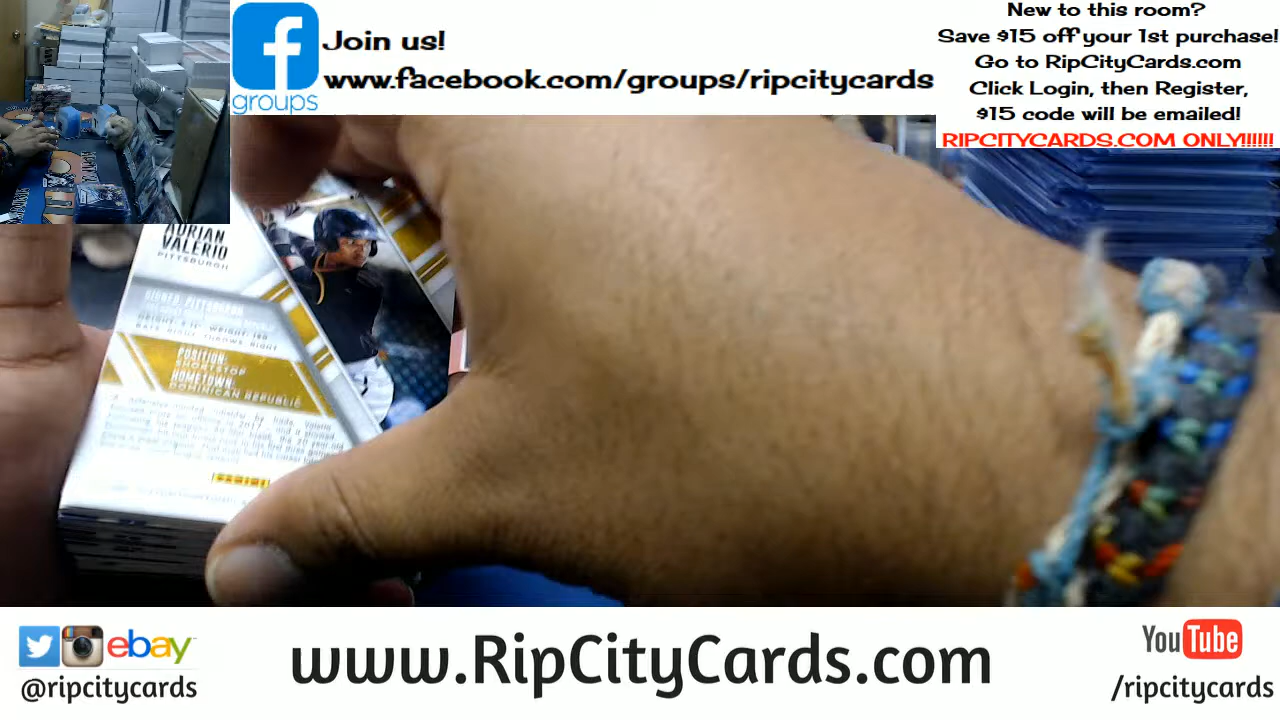 f
groups
Join us!
www.facebook.com/groups/ripcitycards
New to this room?
Save $15 off your 1st purchase!
Go to RipCityCards.com
Click Login, then Register,
$15 code will be emailed!
RIPCITYCARDS.COM ONLY!!!!!!
ADRIAN
VALERIO
PITTSBURGH
SIGNED: PITTSBURGH
POSITION:
SHORTSTOP
HOMETOWN:
DOMINICAN REPUBLIC
PANINI
ebay
@ripcitycards
www.RipCityCards.com
YouTube
/ripcitycards